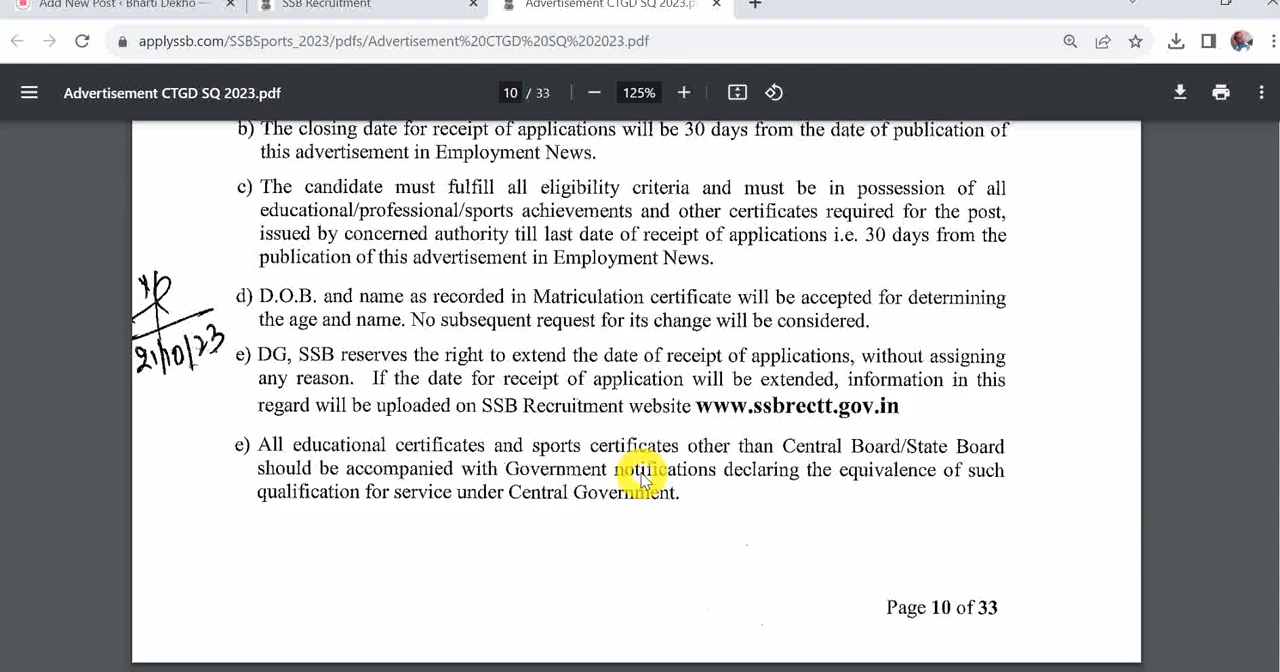 Add New Post ‹ Bharti Dekho —
SSB Recruitment
Advertisement CTGD SQ 2023.p
applyssb.com/SSBSports_2023/pdfs/Advertisement%20CTGD%20SQ%202023.pdf
Advertisement CTGD SQ 2023.pdf
10 / 33
125%
b) The closing date for receipt of applications will be 30 days from the date of publication of
this advertisement in Employment News.
c) The candidate must fulfill all eligibility criteria and must be in possession of all
educational/professional/sports achievements and other certificates required for the post,
issued by concerned authority till last date of receipt of applications i.e. 30 days from the
publication of this advertisement in Employment News.
d) D.O.B. and name as recorded in Matriculation certificate will be accepted for determining
the age and name. No subsequent request for its change will be considered.
21/10/23
e) DG, SSB reserves the right to extend the date of receipt of applications, without assigning
any reason. If the date for receipt of application will be extended, information in this
regard will be uploaded on SSB Recruitment website www.ssbrectt.gov.in
e) All educational certificates and sports certificates other than Central Board/State Board
should be accompanied with Government notifications declaring the equivalence of such
qualification for service under Central Government.
Page 10 of 33